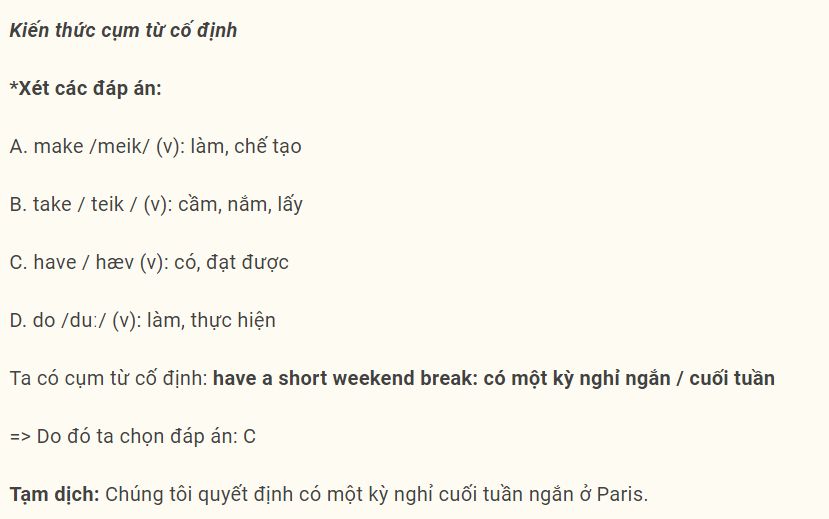 Kiến thức cụm từ cố định
*Xét các đáp án:
A. make /meik/ (v): làm, chế tạo
B. take / teik / (v): cầm, nắm, lấy
C. have / hæv (v): có, đạt được
D. do /duː/ (v): làm, thực hiện
Ta có cụm từ cố định: have a short weekend break: có một kỳ nghỉ ngắn / cuối tuần
=> Do đó ta chọn đáp án: C
Tạm dịch: Chúng tôi quyết định có một kỳ nghỉ cuối tuần ngắn ở Paris.